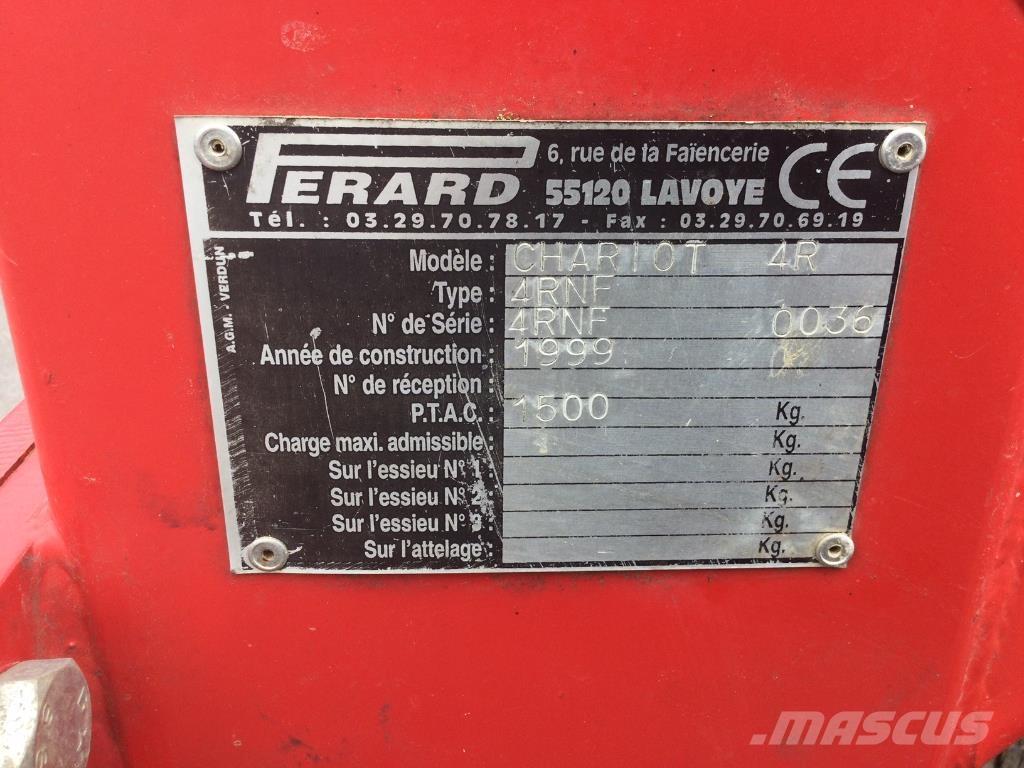 PERARD
6, rue de la Faïencerie
55120 LAVOYE
CE
Tél. : 03.29.70.78.17 - Fax : 03.29.70.69.19
A.G.M. - VERDUN
Modèle : CHARIOT 4R
Type : 4RNF
N° de Série : 4RNF 0036
Année de construction : 1999
N° de réception :
P.T.A.C. : 1500 Kg.
Charge maxi. admissible : Kg.
Sur l'essieu N° 1 : Kg.
Sur l'essieu N° 2 : Kg.
Sur l'essieu N° 3 : Kg.
Sur l'attelage : Kg.
MASCUS